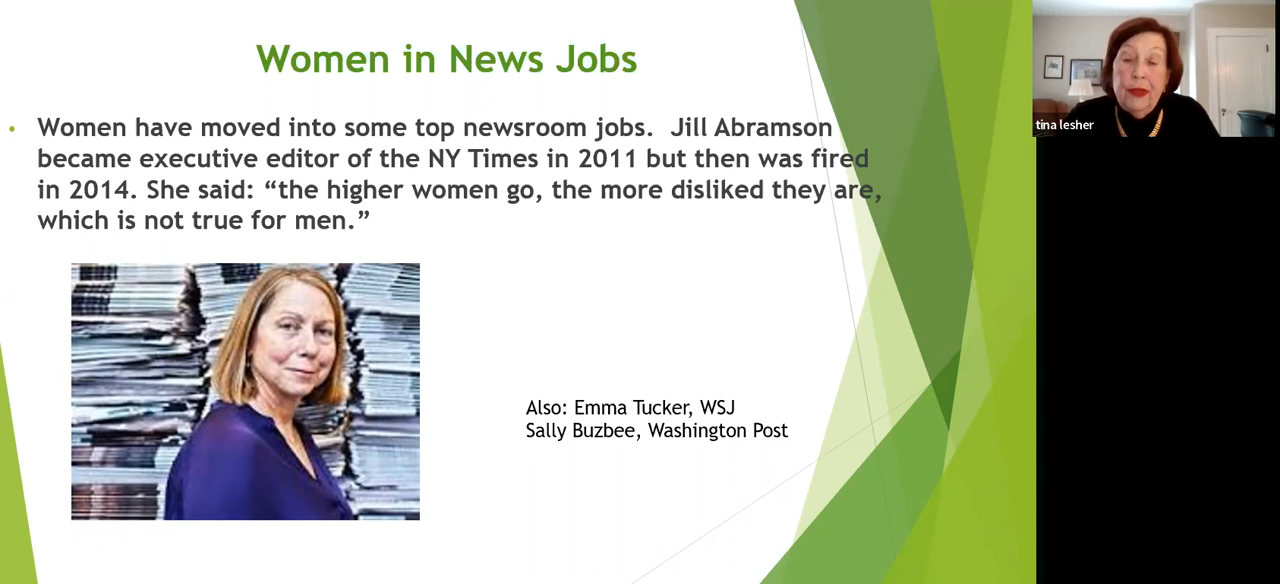 Women in News Jobs
• Women have moved into some top newsroom jobs.  Jill Abramson
became executive editor of the NY Times in 2011 but then was fired
in 2014. She said: “the higher women go, the more disliked they are,
which is not true for men.”
Also: Emma Tucker, WSJ
Sally Buzbee, Washington Post
tina lesher